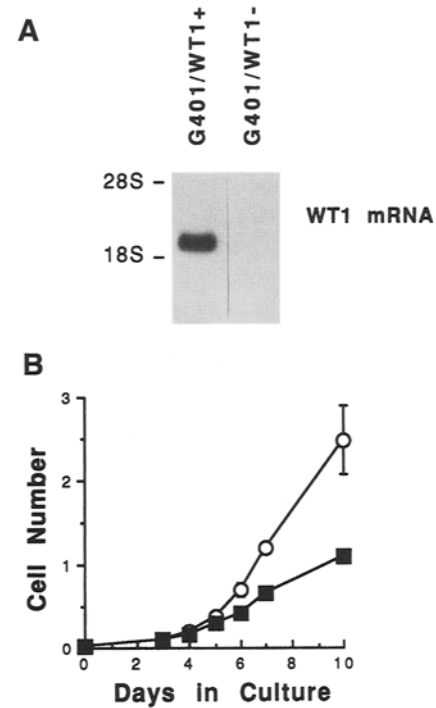 A
G401/WT1+
G401/WT1-
28S
18S
WT1 mRNA
B
Cell Number
3
2
1
0
0 2 4 6 8 10
Days in Culture